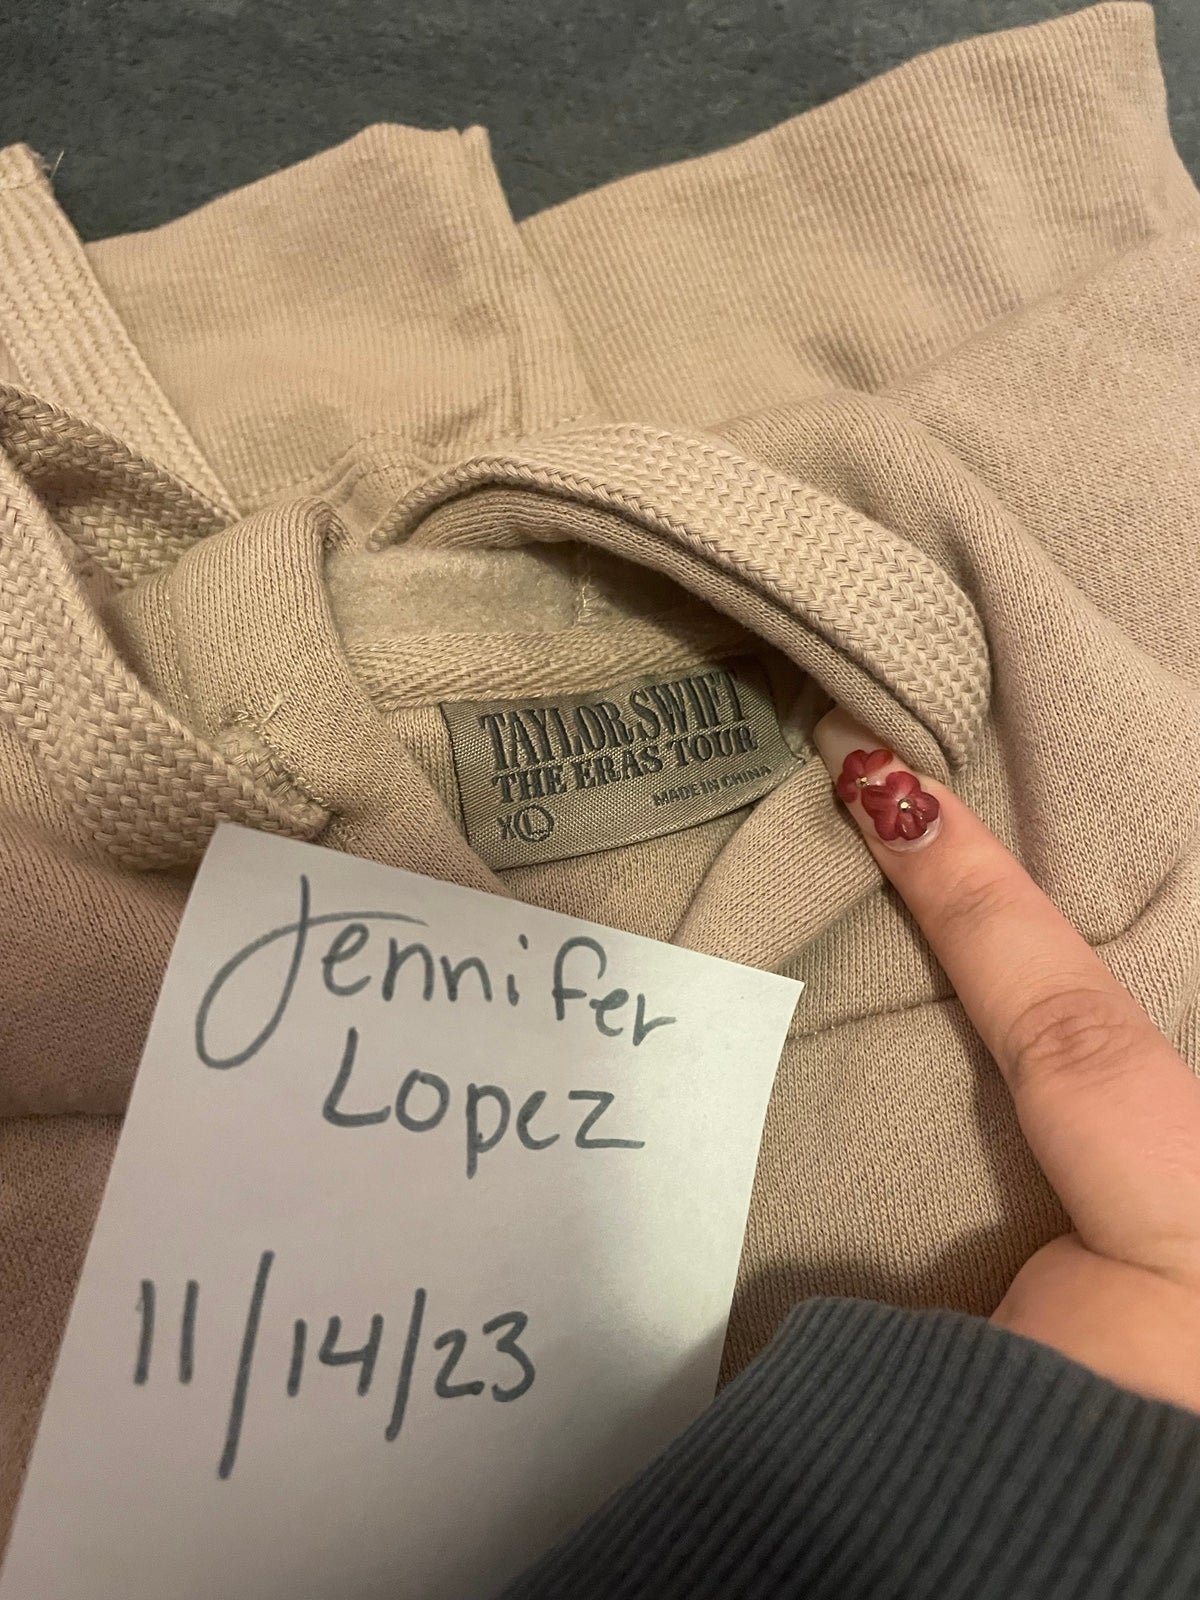 TAYLOR SWIFT
THE ERAS TOUR
MADE IN CHINA
XL
Jennifer
Lopez
11/14/23